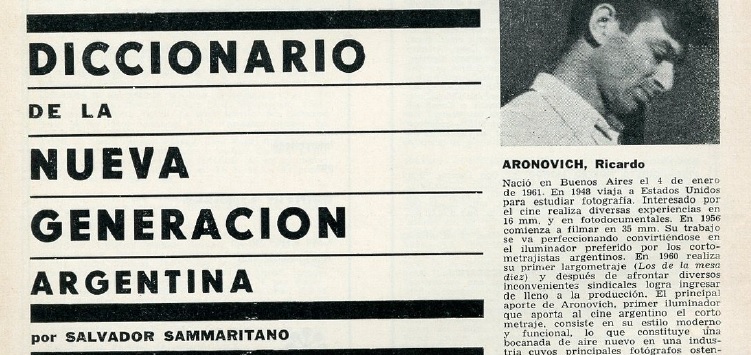 DICCIONARIO
DE LA
NUEVA
GENERACION
ARGENTINA
por SALVADOR SAMMARITANO
ARONOVICH, Ricardo
Nació en Buenos Aires el 4 de enero
de 1961. En 1948 viaja a Estados Unidos
para estudiar fotografía. Interesado por
el cine realiza diversas experiencias en
16 mm. y en fotodocumentales. En 1956
comienza a filmar en 35 mm. Su trabajo
se va perfeccionando convirtiéndose en
el iluminador preferido por los corto-
metrajistas argentinos. En 1960 realiza
su primer largometraje (Los de la mesa
diez) y después de afrontar diversos
inconvenientes sindicales logra ingresar
de lleno a la producción. El principal
aporte de Aronovich, primer iluminador
que aporta al cine argentino el corto
metraje, consiste en su estilo moderno
y funcional, lo que constituye una
bocanada de aire nuevo en una indus-
tria cuyos principales fotógrafos osten-